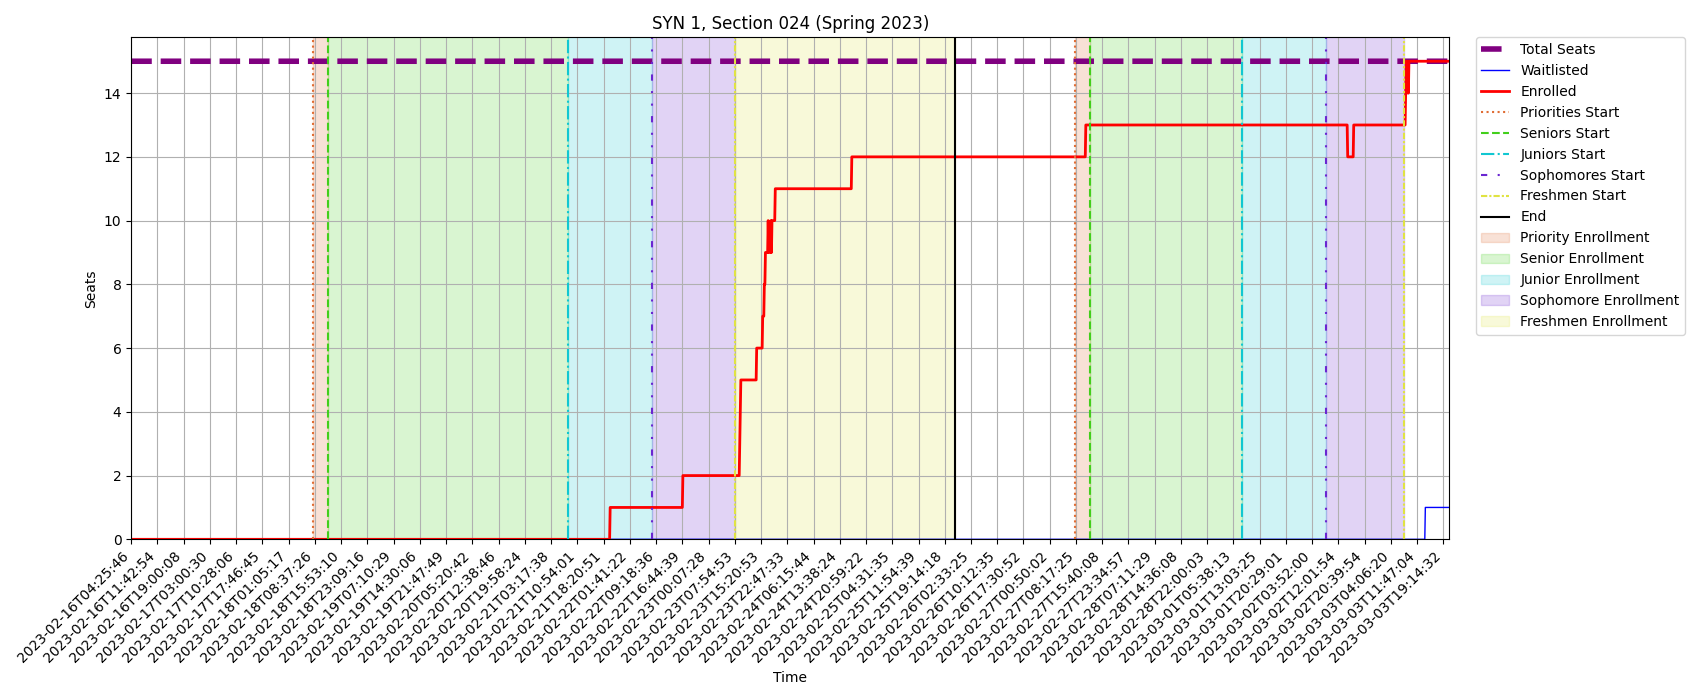 SYN 1, Section 024 (Spring 2023)
Total Seats
Waitlisted
Enrolled
Priorities Start
Seniors Start
Juniors Start
Sophomores Start
Freshmen Start
End
Priority Enrollment
Senior Enrollment
Junior Enrollment
Sophomore Enrollment
Freshmen Enrollment
Seats
14
12
10
8
6
4
2
0
2023-02-16T04:25:46
2023-02-16T11:42:54
2023-02-16T19:00:08
2023-02-17T03:00:30
2023-02-17T10:28:06
2023-02-17T17:46:45
2023-02-18T01:05:17
2023-02-18T08:37:26
2023-02-18T15:53:10
2023-02-18T23:09:16
2023-02-19T07:10:29
2023-02-19T14:30:06
2023-02-19T21:47:49
2023-02-20T05:20:42
2023-02-20T12:38:46
2023-02-20T19:58:24
2023-02-21T03:17:38
2023-02-21T10:54:01
2023-02-21T18:20:51
2023-02-22T01:41:22
2023-02-22T09:18:36
2023-02-22T16:44:39
2023-02-23T00:07:28
2023-02-23T07:54:53
2023-02-23T15:20:53
2023-02-23T22:47:33
2023-02-24T06:15:44
2023-02-24T13:38:24
2023-02-24T20:59:22
2023-02-25T04:31:35
2023-02-25T11:54:39
2023-02-25T19:14:18
2023-02-26T02:33:25
2023-02-26T10:12:35
2023-02-26T17:30:52
2023-02-27T00:50:02
2023-02-27T08:17:25
2023-02-27T15:40:08
2023-02-27T23:34:57
2023-02-28T07:11:29
2023-02-28T14:36:08
2023-02-28T22:00:03
2023-03-01T05:38:13
2023-03-01T13:03:25
2023-03-01T20:29:01
2023-03-02T03:52:00
2023-03-02T12:01:54
2023-03-02T20:39:54
2023-03-03T04:06:20
2023-03-03T11:47:04
2023-03-03T19:14:32
Time